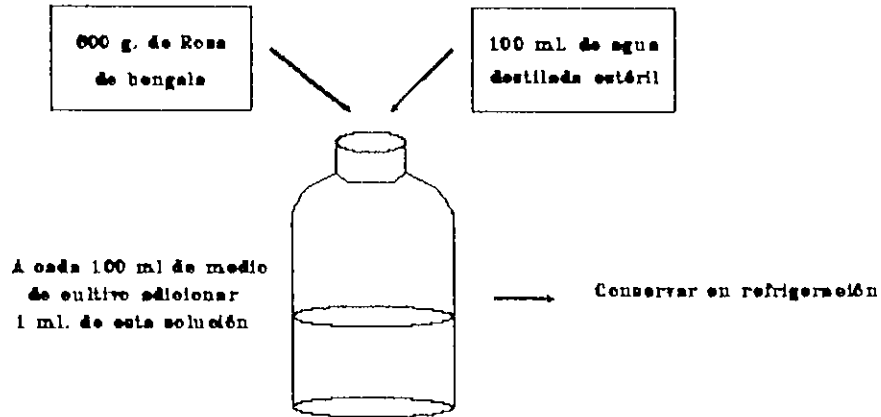 600 g. de Rosa
de bengala
100 mL de agua
destilada estéril
A cada 100 ml de medio
de cultivo adicionar
1 ml. de esta solución
Conservar en refrigeración